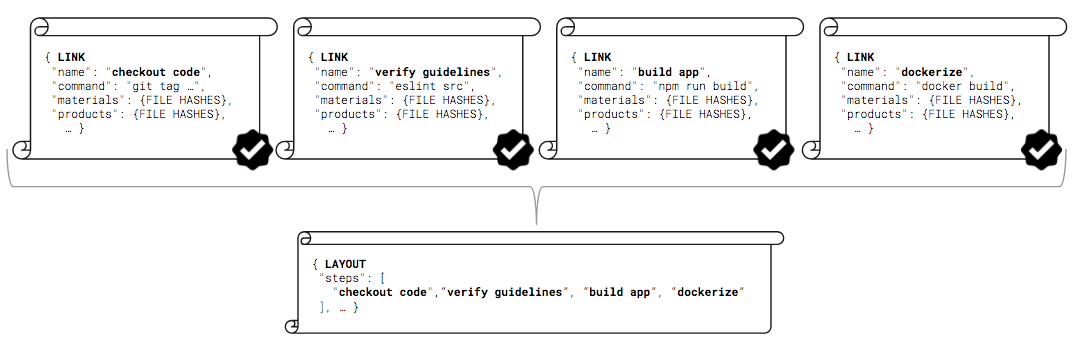 { LINK
"name": "checkout code",
"command": "git tag …",
"materials": {FILE HASHES},
"products": {FILE HASHES},
… }
{ LINK
"name": "verify guidelines",
"command": "eslint src",
"materials": {FILE HASHES},
"products": {FILE HASHES},
… }
{ LINK
"name": "build app",
"command": "npm run build",
"materials": {FILE HASHES},
"products": {FILE HASHES},
… }
{ LINK
"name": "dockerize",
"command": "docker build",
"materials": {FILE HASHES},
"products": {FILE HASHES},
… }
{ LAYOUT
"steps": [
"checkout code","verify guidelines", "build app", "dockerize"
], … }